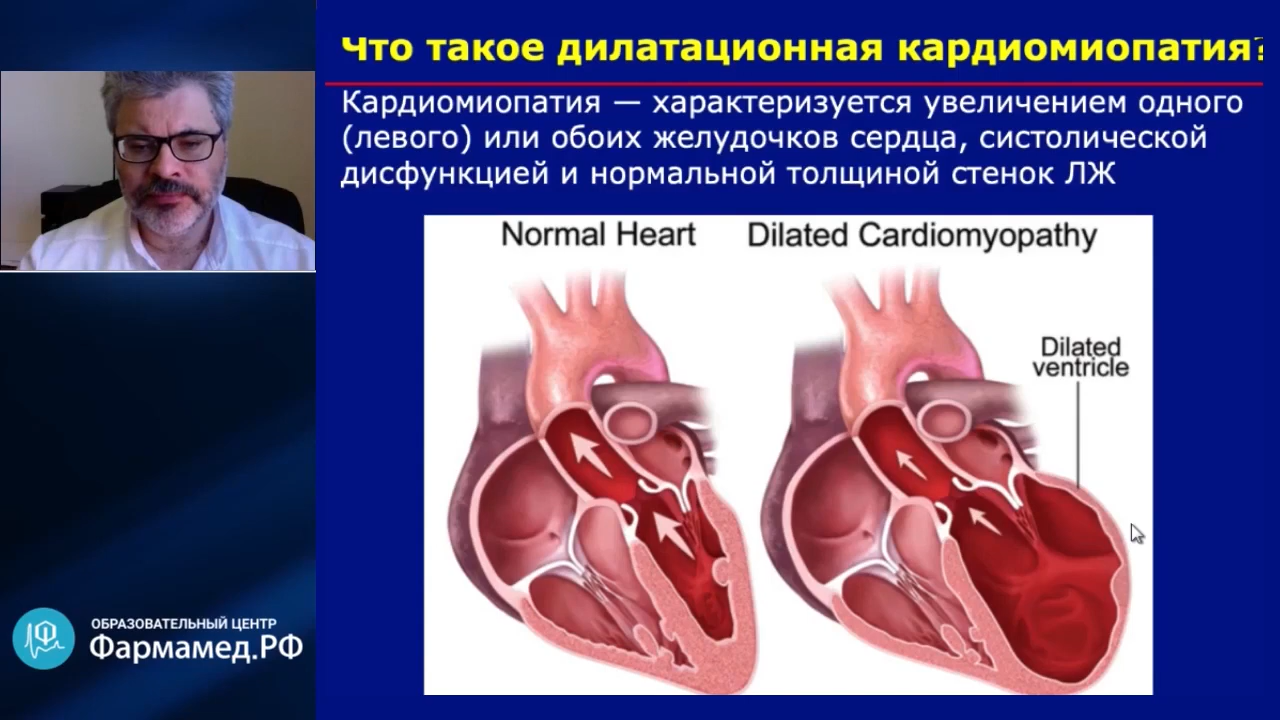 Что такое дилатационная кардиомиопатия?
Кардиомиопатия — характеризуется увеличением одного
(левого) или обоих желудочков сердца, систолической
дисфункцией и нормальной толщиной стенок ЛЖ
Normal Heart
Dilated Cardiomyopathy
Dilated
ventricle
ОБРАЗОВАТЕЛЬНЫЙ ЦЕНТР
Фармамед.РФ